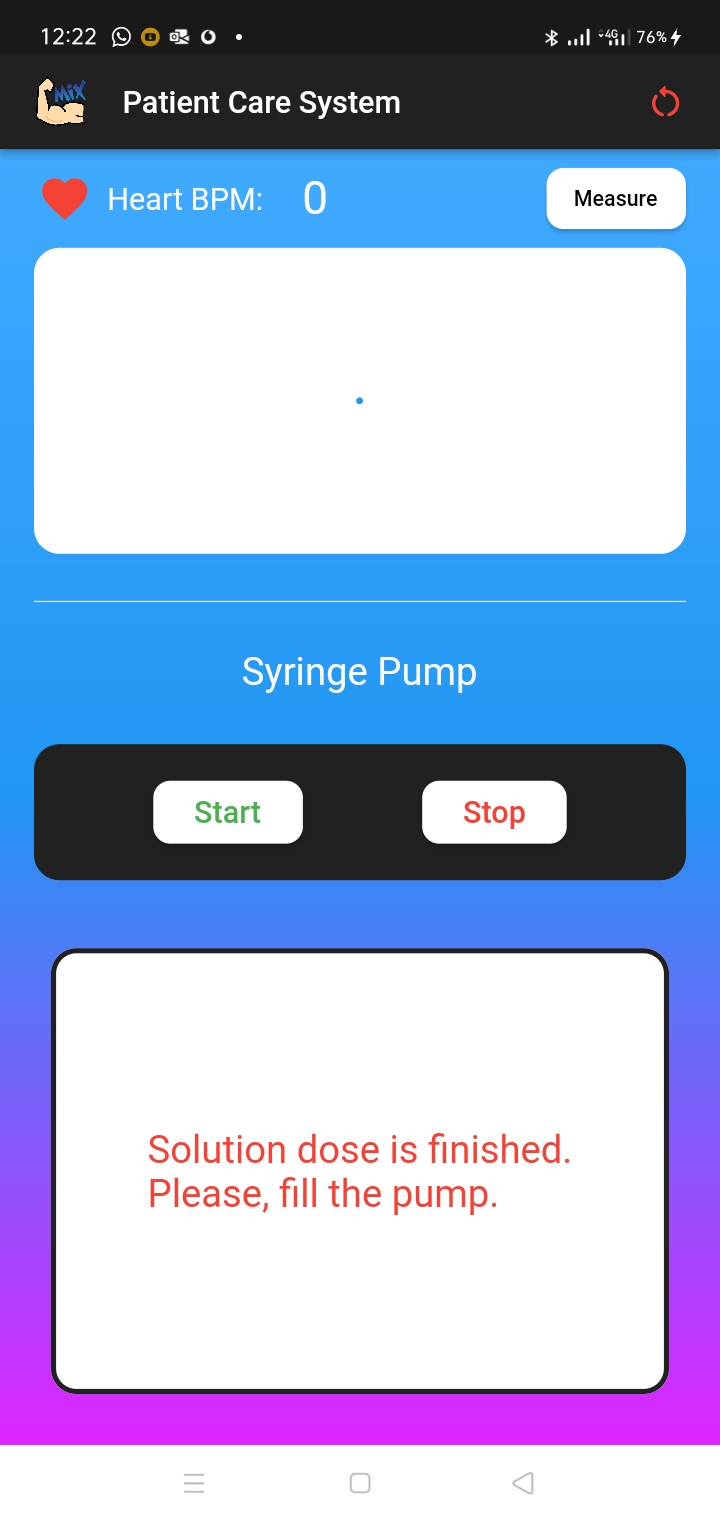 12:22
4G
76%
MiX
Patient Care System
Heart BPM: 0
Measure
Syringe Pump
Start
Stop
Solution dose is finished.
Please, fill the pump.